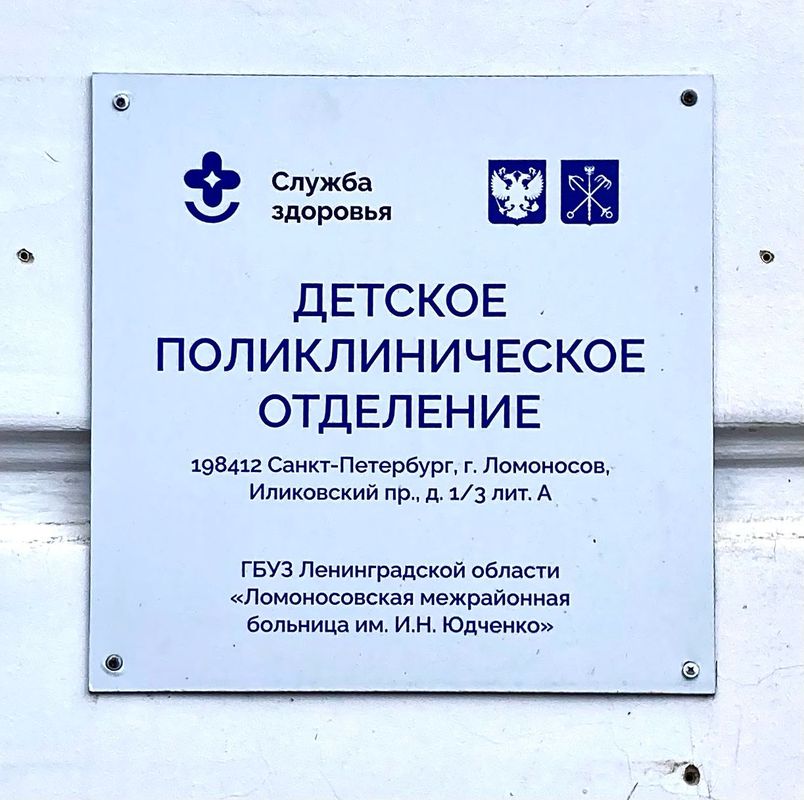 Служба
здоровья
ДЕТСКОЕ
ПОЛИКЛИНИЧЕСКОЕ
ОТДЕЛЕНИЕ
198412 Санкт-Петербург, г. Ломоносов,
Иликовский пр., д. 1/3 лит. А
ГБУЗ Ленинградской области
«Ломоносовская межрайонная
больница им. И.Н. Юдченко»